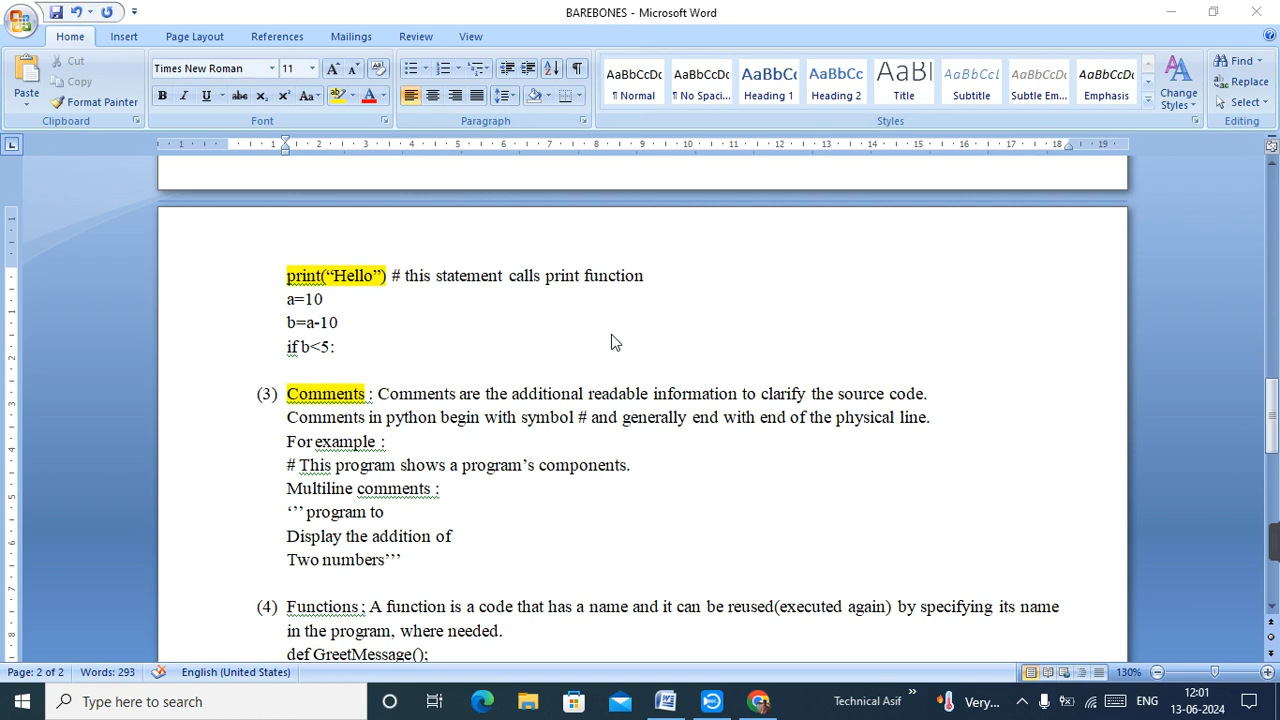 BAREBONES - Microsoft Word
Home Insert Page Layout References Mailings Review View
Paste
Cut
Copy
Format Painter
Clipboard
Times New Roman 11
B I U abc x₂ x² Aa
Font
Paragraph
AaBbCcDc AaBbCcDc AaBbCc AaBbCc AaBl AaBbCcL AaBbCcDc AaBbCcDc
¶ Normal ¶ No Spaci... Heading 1 Heading 2 Title Subtitle Subtle Em... Emphasis
Styles
Change Styles
Find
Replace
Select
Editing
print(“Hello”) # this statement calls print function
a=10
b=a-10
if b<5:
(3) Comments : Comments are the additional readable information to clarify the source code.
Comments in python begin with symbol # and generally end with end of the physical line.
For example :
# This program shows a program’s components.
Multiline comments :
‘’’ program to
Display the addition of
Two numbers’’’
(4) Functions : A function is a code that has a name and it can be reused(executed again) by specifying its name
in the program, where needed.
def GreetMessage();
Page: 2 of 2 Words: 293 English (United States) 130%
Type here to search
Technical Asif
Very...
ENG
12:01
13-06-2024